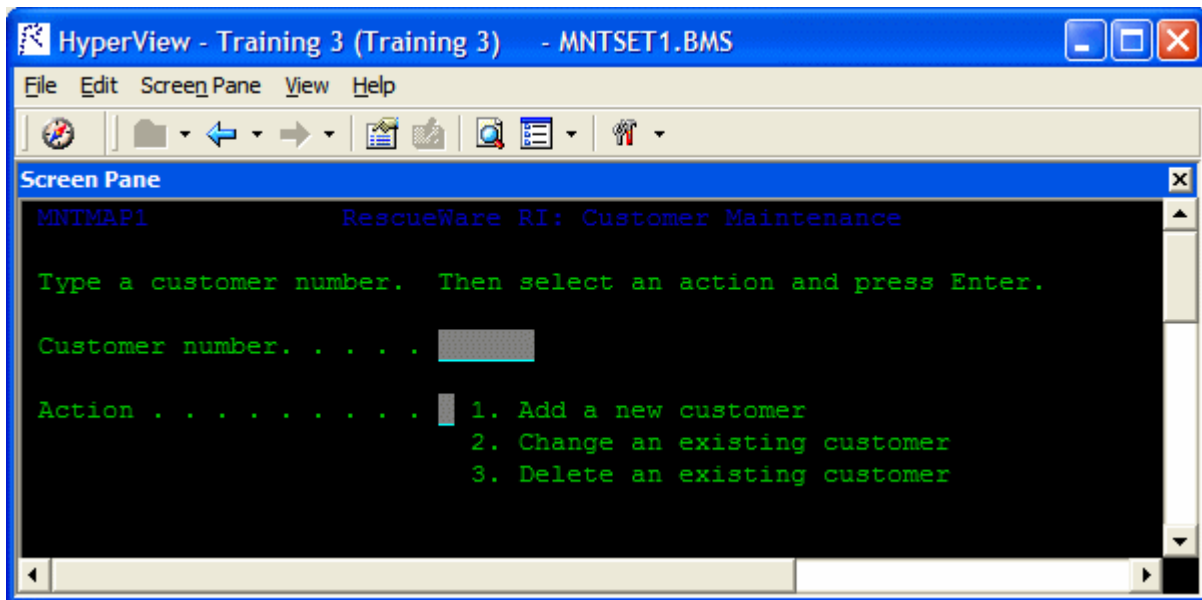 HyperView - Training 3 (Training 3) - MNTSET1.BMS
File Edit Screen Pane View Help
Screen Pane
MNTMAP1 RescueWare RI: Customer Maintenance
Type a customer number. Then select an action and press Enter.
Customer number. . . . .
Action . . . . . . . . . 1. Add a new customer
2. Change an existing customer
3. Delete an existing customer